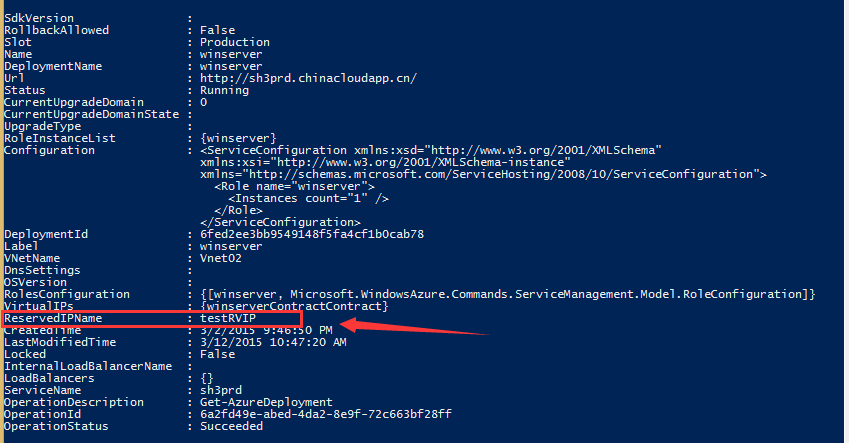 SdkVersion :
RollbackAllowed : False
Slot : Production
Name : winserver
DeploymentName : winserver
Url : http://sh3prd.chinacloudapp.cn/
Status : Running
CurrentUpgradeDomain : 0
CurrentUpgradeDomainState :
UpgradeType :
RoleInstanceList : {winserver}
Configuration : <ServiceConfiguration xmlns:xsd="http://www.w3.org/2001/XMLSchema"
xmlns:xsi="http://www.w3.org/2001/XMLSchema-instance"
xmlns="http://schemas.microsoft.com/ServiceHosting/2008/10/ServiceConfiguration">
<Role name="winserver">
<Instances count="1" />
</Role>
</ServiceConfiguration>
DeploymentId : 6fed2ee3bb9549148f5fa4cf1b0cab78
Label : winserver
VNetName : Vnet02
DnsSettings :
OSVersion :
RolesConfiguration : {[winserver, Microsoft.WindowsAzure.Commands.ServiceManagement.Model.RoleConfiguration]}
VirtualIPs : {winserverContractContract}
ReservedIPName : testRVIP
CreatedTime : 3/2/2015 9:46:50 PM
LastModifiedTime : 3/12/2015 10:47:20 AM
Locked : False
InternalLoadBalancerName :
LoadBalancers : {}
ServiceName : sh3prd
OperationDescription : Get-AzureDeployment
OperationId : 6a2fd49e-abed-4da2-8e9f-72c663bf28ff
OperationStatus : Succeeded